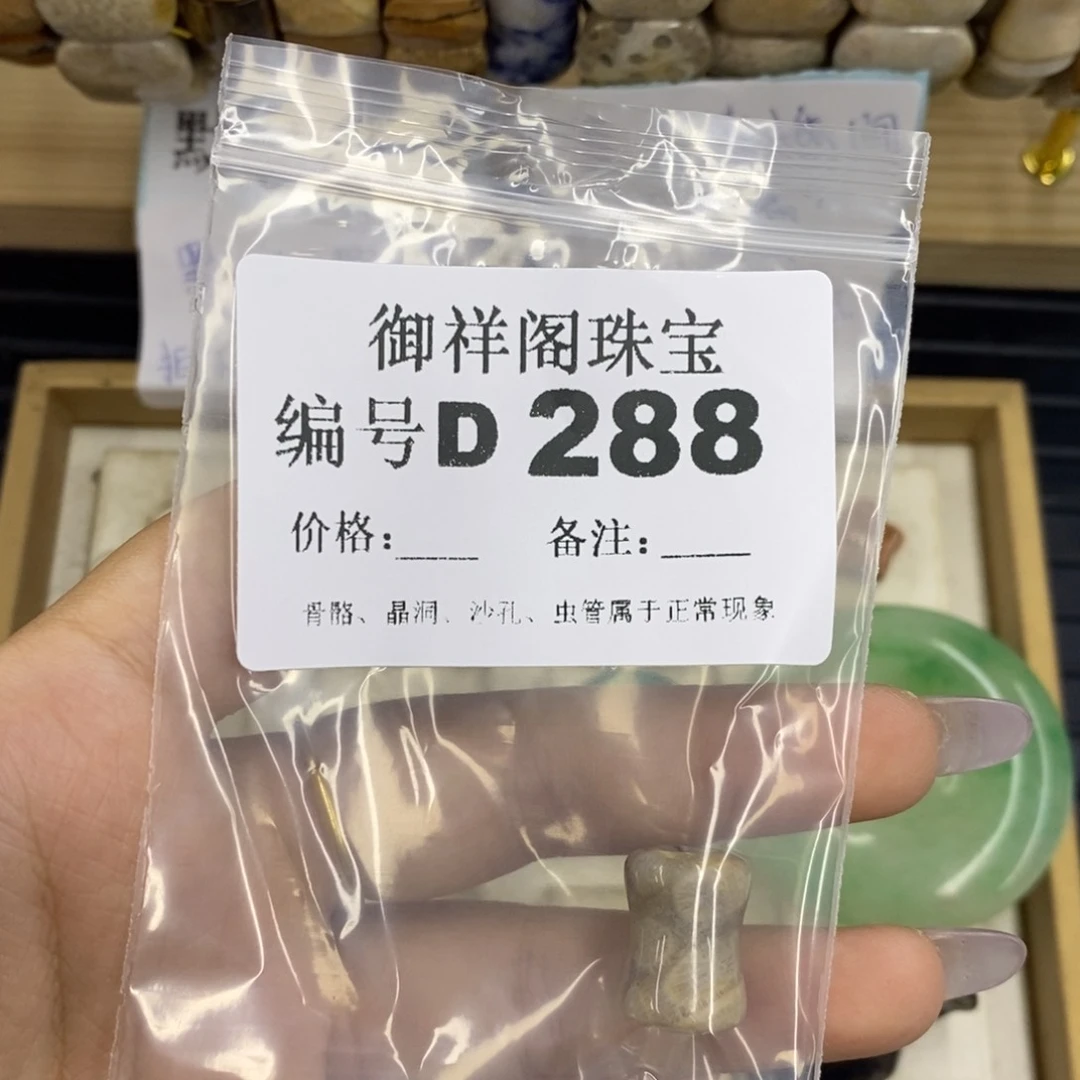 御祥阁珠宝
编号D 288
价格:____ 备注:____
骨骼、晶洞、沙孔、虫管属于正常现象